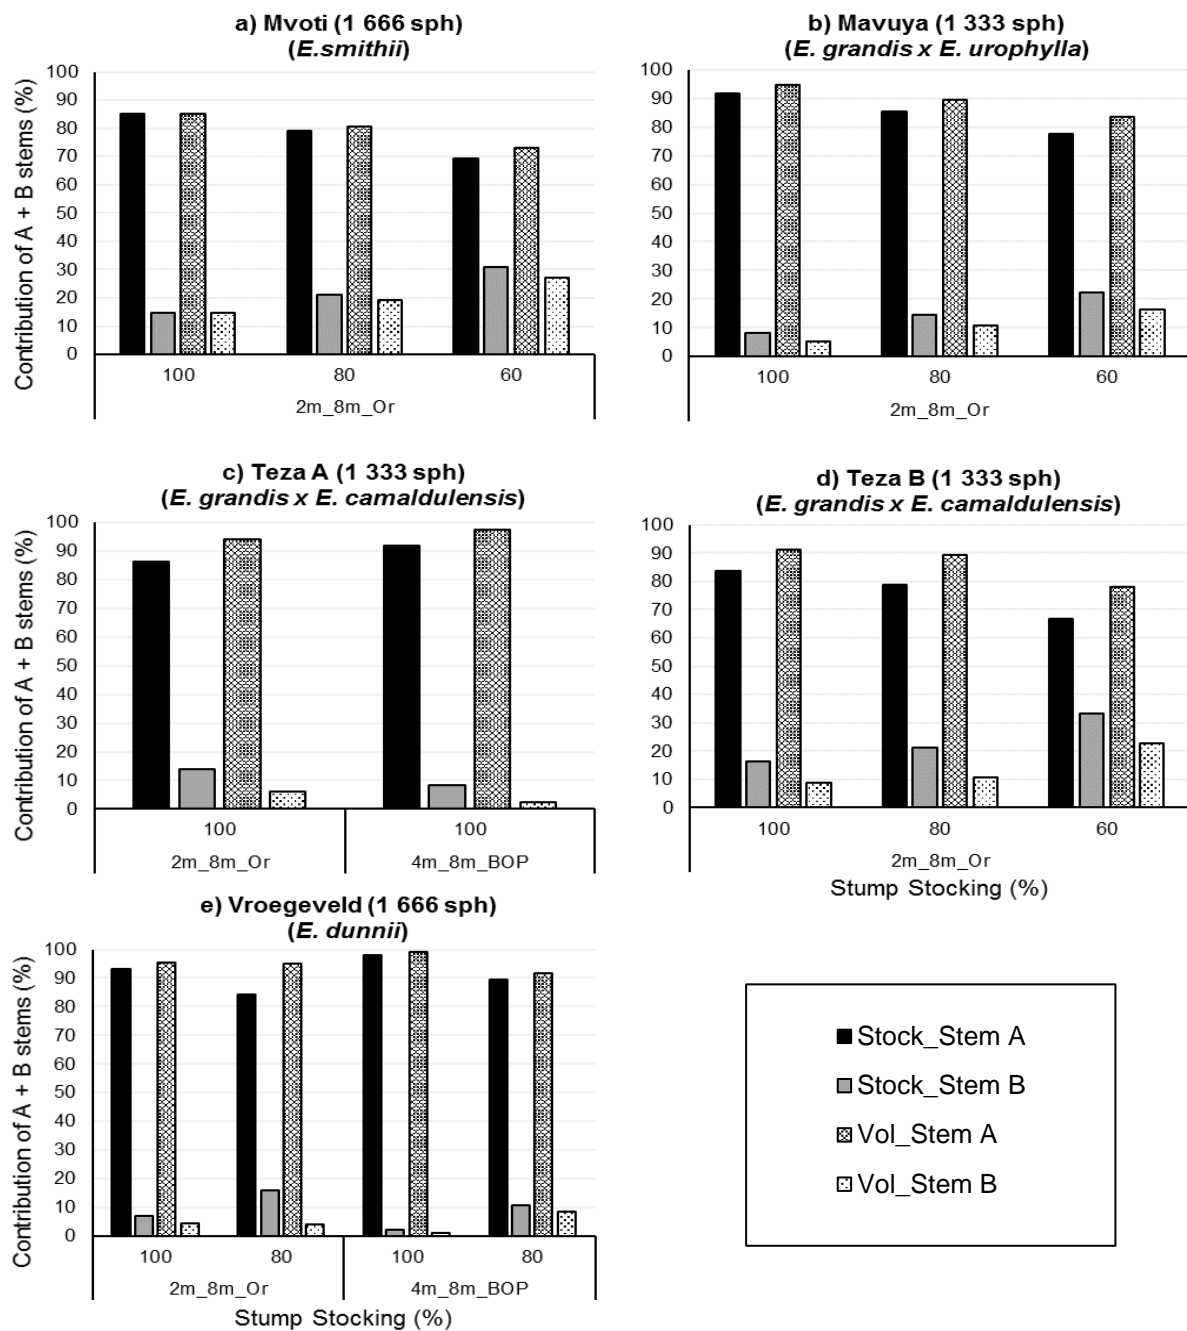 a) Mvoti (1 666 sph)
(E.smithii)
Contribution of A + B stems (%)
100
90
80
70
60
50
40
30
20
10
0
100 80 60
2m_8m_Or
b) Mavuya (1 333 sph)
(E. grandis x E. urophylla)
100
90
80
70
60
50
40
30
20
10
0
100 80 60
2m_8m_Or
c) Teza A (1 333 sph)
(E. grandis x E. camaldulensis)
Contribution of A + B stems (%)
100
90
80
70
60
50
40
30
20
10
0
100 100
2m_8m_Or 4m_8m_BOP
d) Teza B (1 333 sph)
(E. grandis x E. camaldulensis)
100
90
80
70
60
50
40
30
20
10
0
100 80 60
2m_8m_Or
Stump Stocking (%)
e) Vroegeveld (1 666 sph)
(E. dunnii)
Contribution of A + B stems (%)
100
90
80
70
60
50
40
30
20
10
0
100 80 100 80
2m_8m_Or 4m_8m_BOP
Stump Stocking (%)
Stock_Stem A
Stock_Stem B
Vol_Stem A
Vol_Stem B